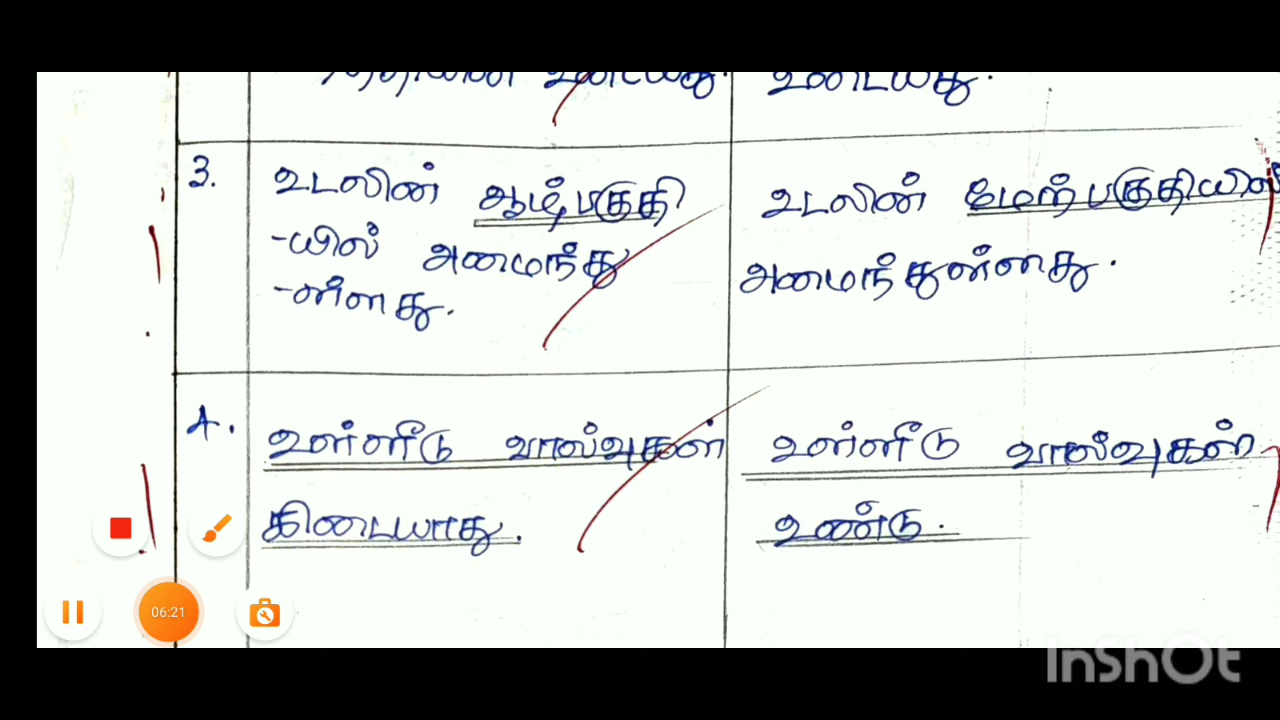 உடையது.
3.
உடலின் ஆழ்பகுதி
-யில் அமைந்து
-ள்ளது.
உடலின் மேற்பகுதியில்
அமைந்துள்ளது.
4.
உள்ளீடு வால்வுகள்
கிடையாது.
உள்ளீடு வால்வுகள்
உண்டு.
06:21
InShOt